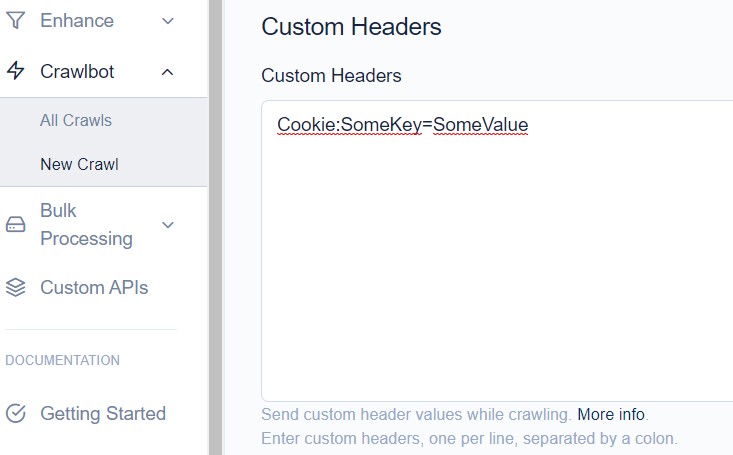 Enhance
Crawlbot
All Crawls
New Crawl
Bulk
Processing
Custom APIs
DOCUMENTATION
Getting Started
Custom Headers
Custom Headers
Cookie:SomeKey=SomeValue
Send custom header values while crawling. More info.
Enter custom headers, one per line, separated by a colon.